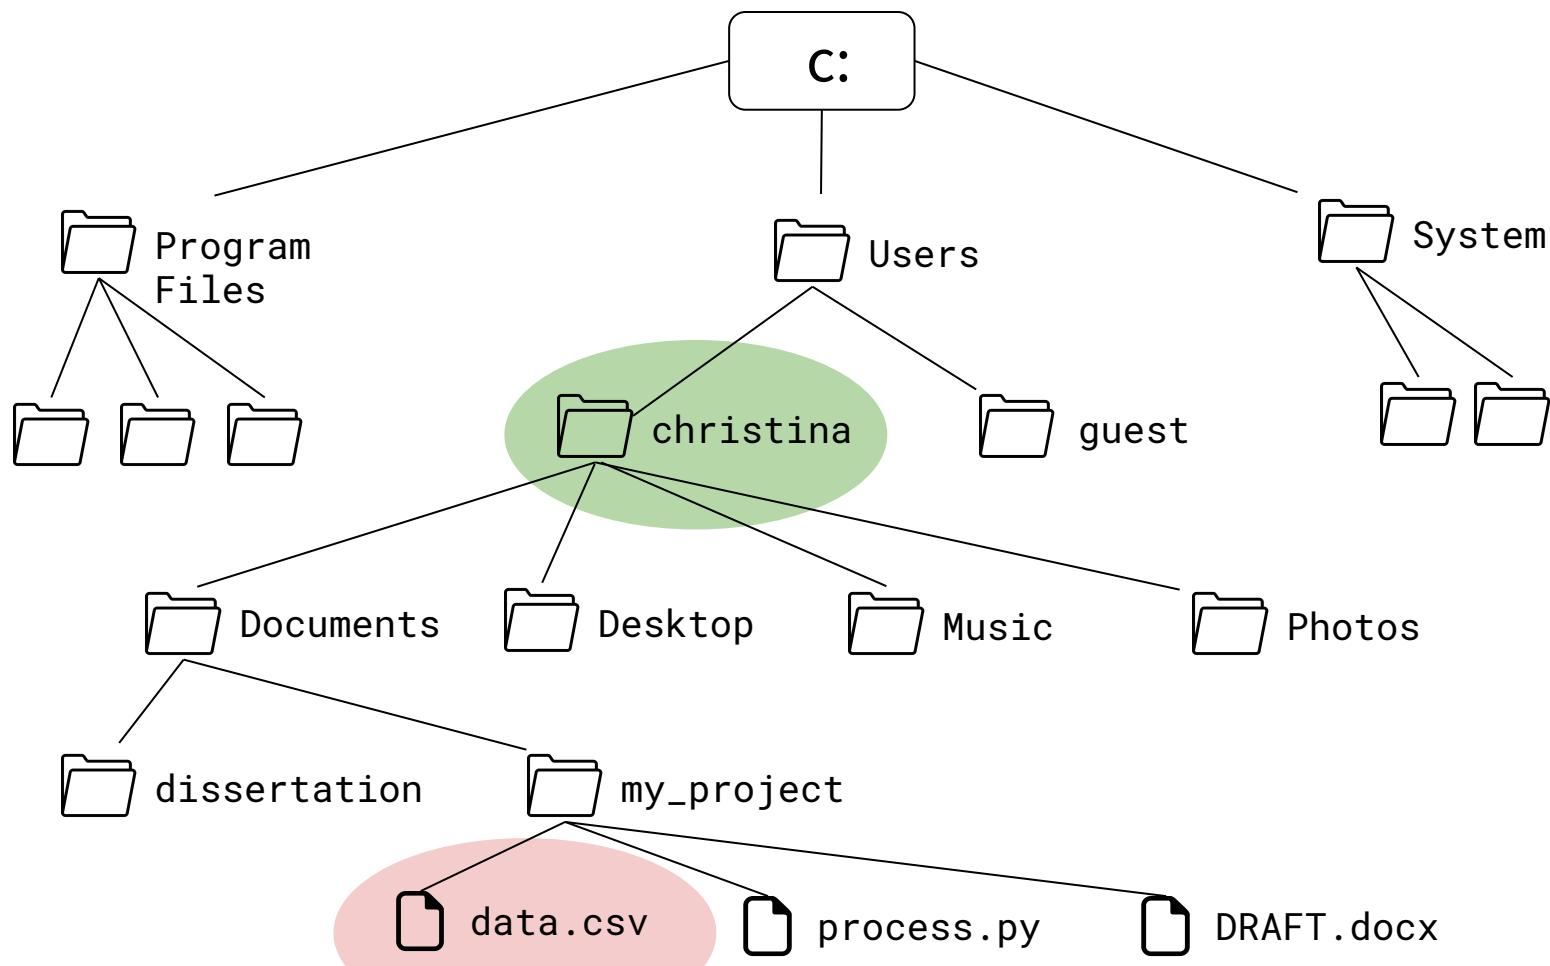 C:
Program
Files
Users
System
christina
guest
Documents
Desktop
Music
Photos
dissertation
my_project
data.csv
process.py
DRAFT.docx